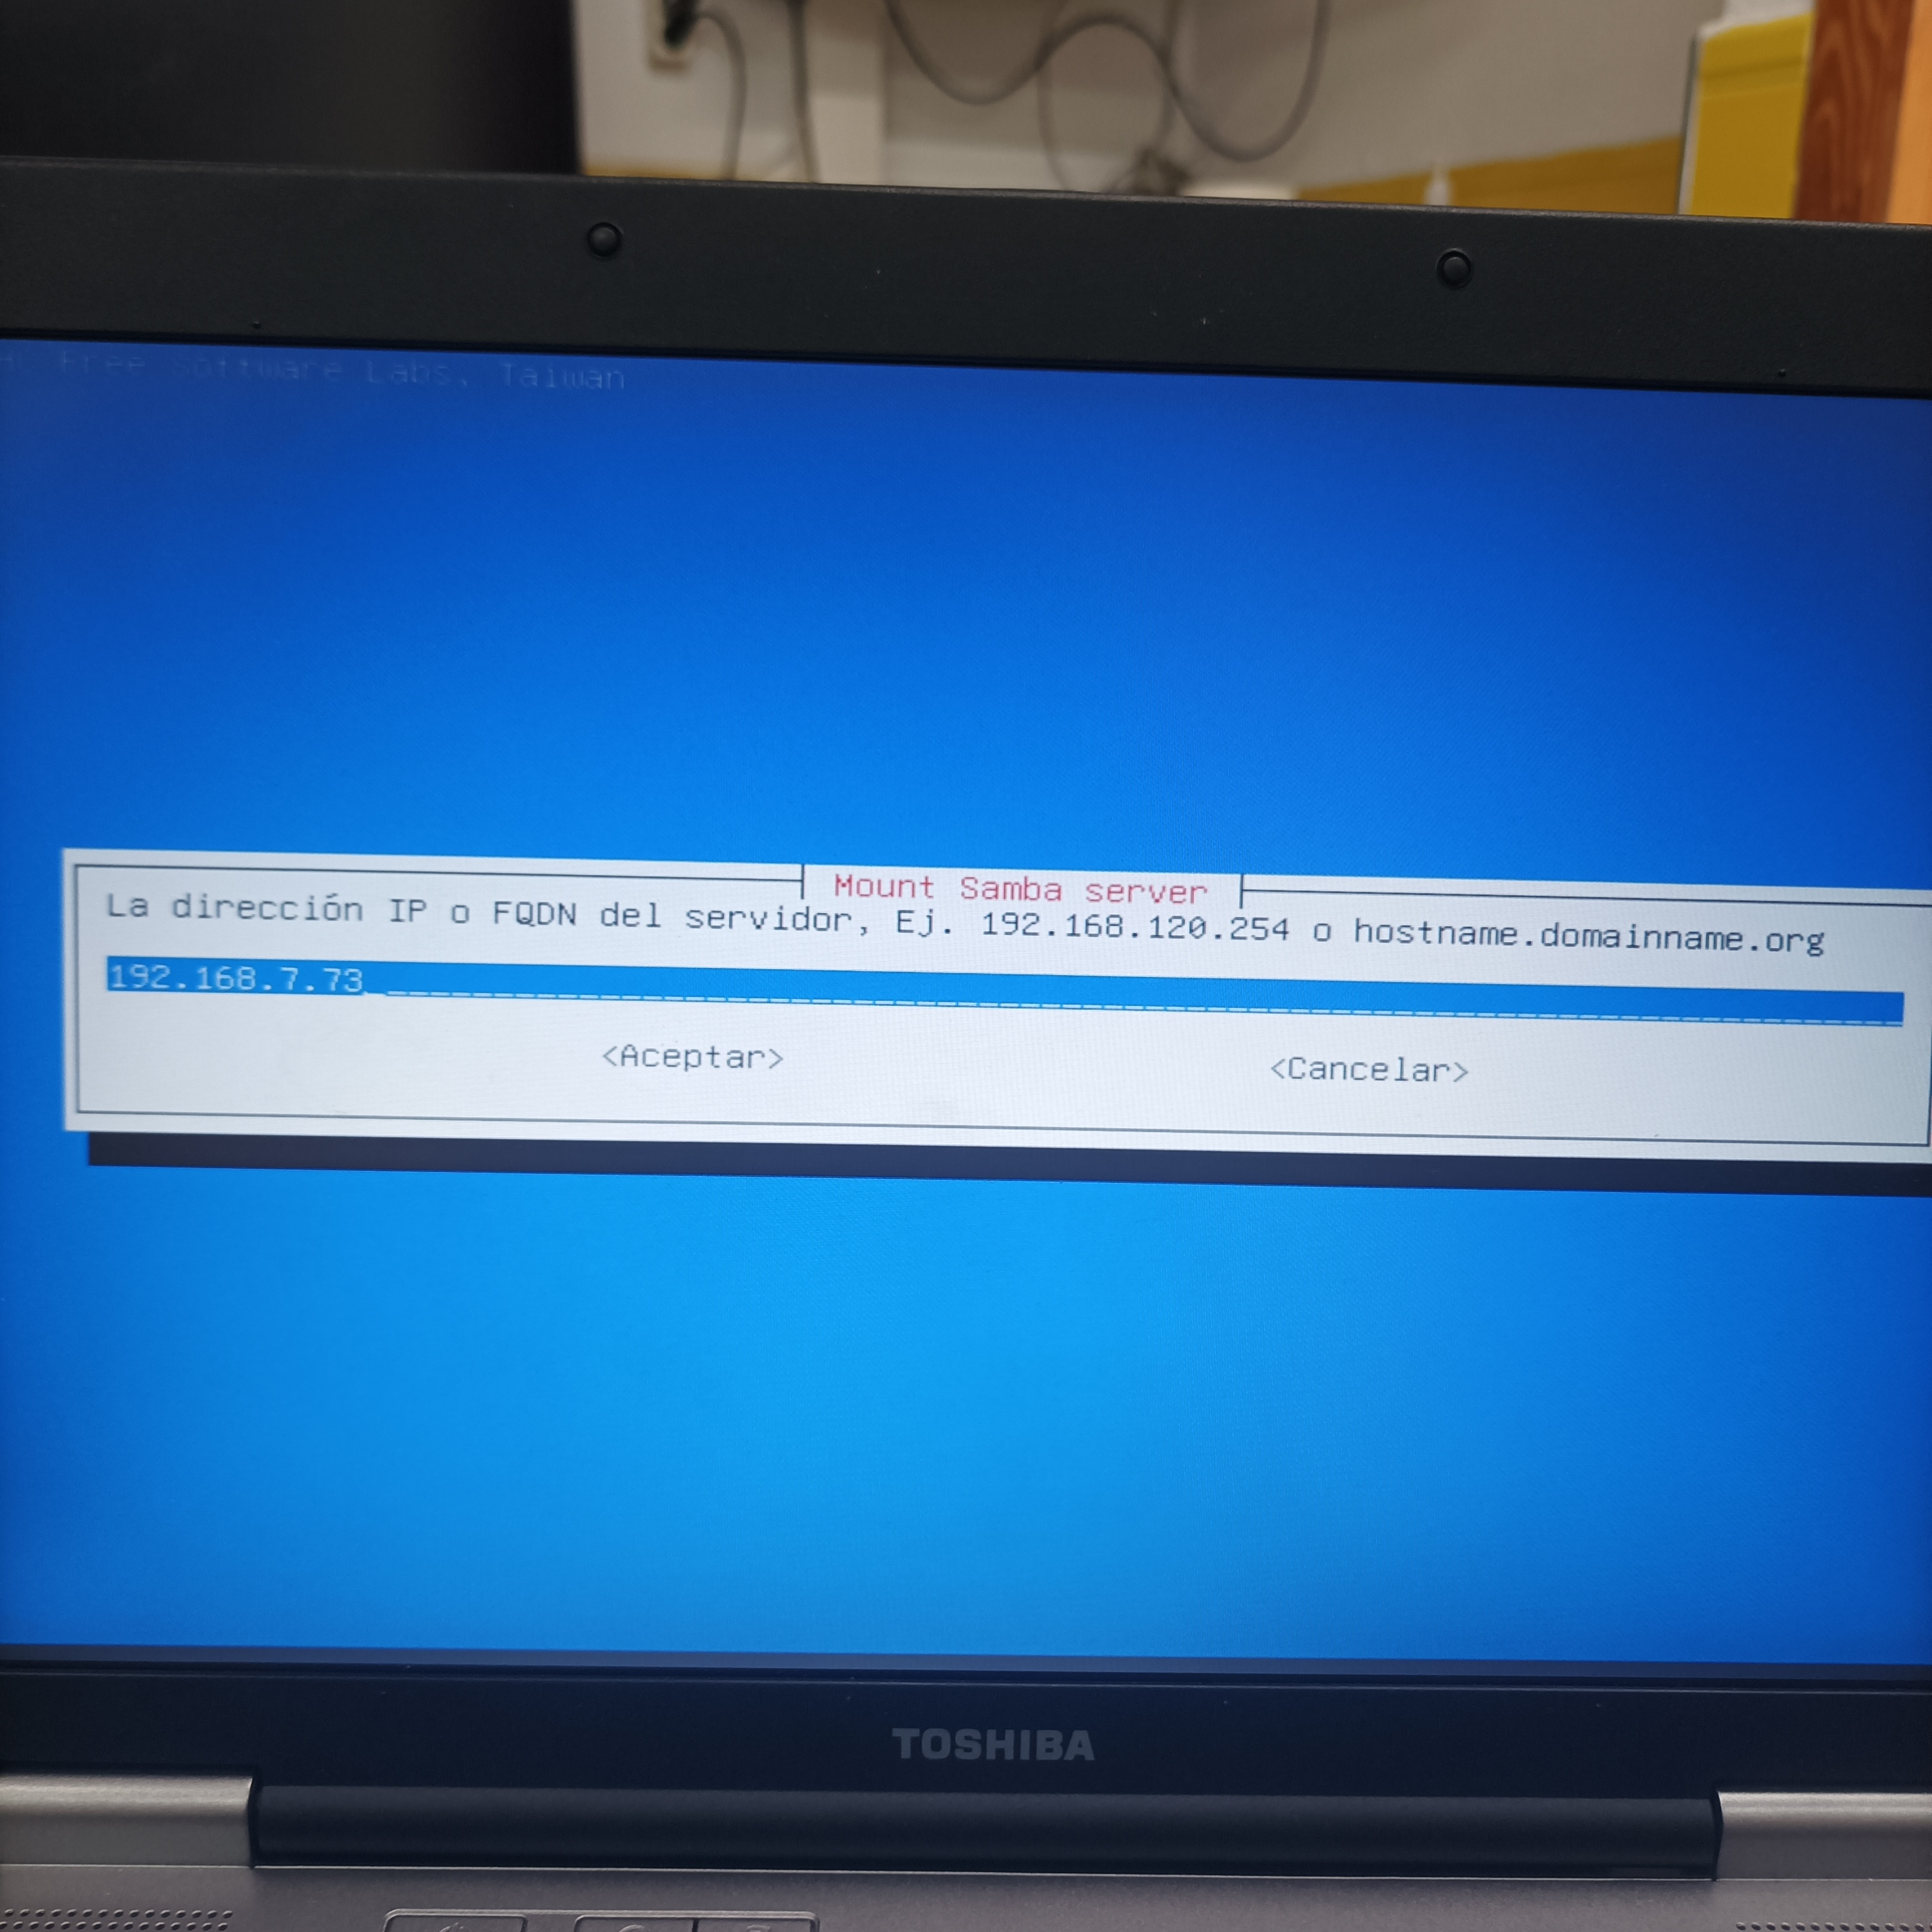 Free Software Labs, Taiwan
Mount Samba server
La dirección IP o FQDN del servidor, Ej. 192.168.120.254 o hostname.domainname.org
192.168.7.73
<Aceptar> <Cancelar>
TOSHIBA